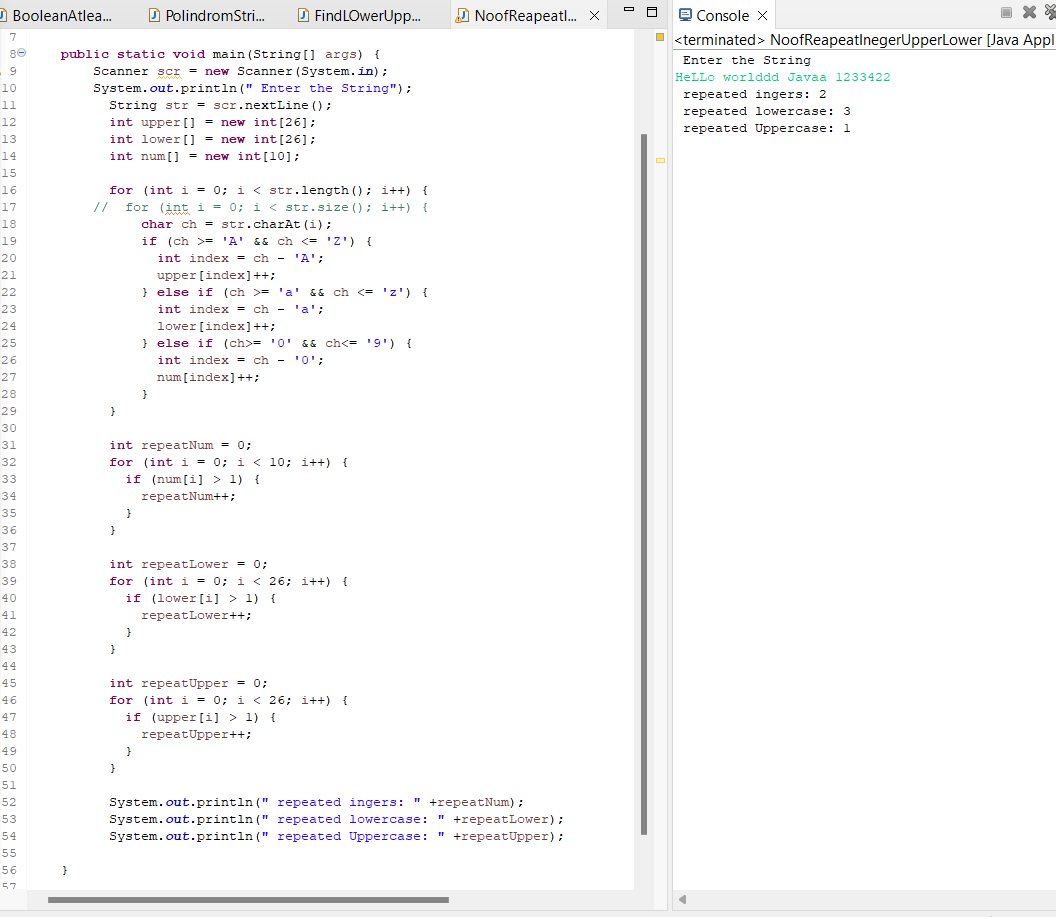 BooleanAtlea...
PolindromStri...
FindLOwerUpp...
NoofReapeatI...
7
8 public static void main(String[] args) {
9 Scanner scr = new Scanner(System.in);
10 System.out.println(" Enter the String");
11 String str = scr.nextLine();
12 int upper[] = new int[26];
13 int lower[] = new int[26];
14 int num[] = new int[10];
15
16 for (int i = 0; i < str.length(); i++) {
17 // for (int i = 0; i < str.size(); i++) {
18 char ch = str.charAt(i);
19 if (ch >= 'A' && ch <= 'Z') {
20 int index = ch - 'A';
21 upper[index]++;
22 } else if (ch >= 'a' && ch <= 'z') {
23 int index = ch - 'a';
24 lower[index]++;
25 } else if (ch>= '0' && ch<= '9') {
26 int index = ch - '0';
27 num[index]++;
28 }
29 }
30
31 int repeatNum = 0;
32 for (int i = 0; i < 10; i++) {
33 if (num[i] > 1) {
34 repeatNum++;
35 }
36 }
37
38 int repeatLower = 0;
39 for (int i = 0; i < 26; i++) {
40 if (lower[i] > 1) {
41 repeatLower++;
42 }
43 }
44
45 int repeatUpper = 0;
46 for (int i = 0; i < 26; i++) {
47 if (upper[i] > 1) {
48 repeatUpper++;
49 }
50 }
51
52 System.out.println(" repeated ingers: " +repeatNum);
53 System.out.println(" repeated lowercase: " +repeatLower);
54 System.out.println(" repeated Uppercase: " +repeatUpper);
55
56 }
57
Console
<terminated> NoofReapeatInegerUpperLower [Java Appl
Enter the String
HeLLo worlddd Javaa 1233422
repeated ingers: 2
repeated lowercase: 3
repeated Uppercase: 1